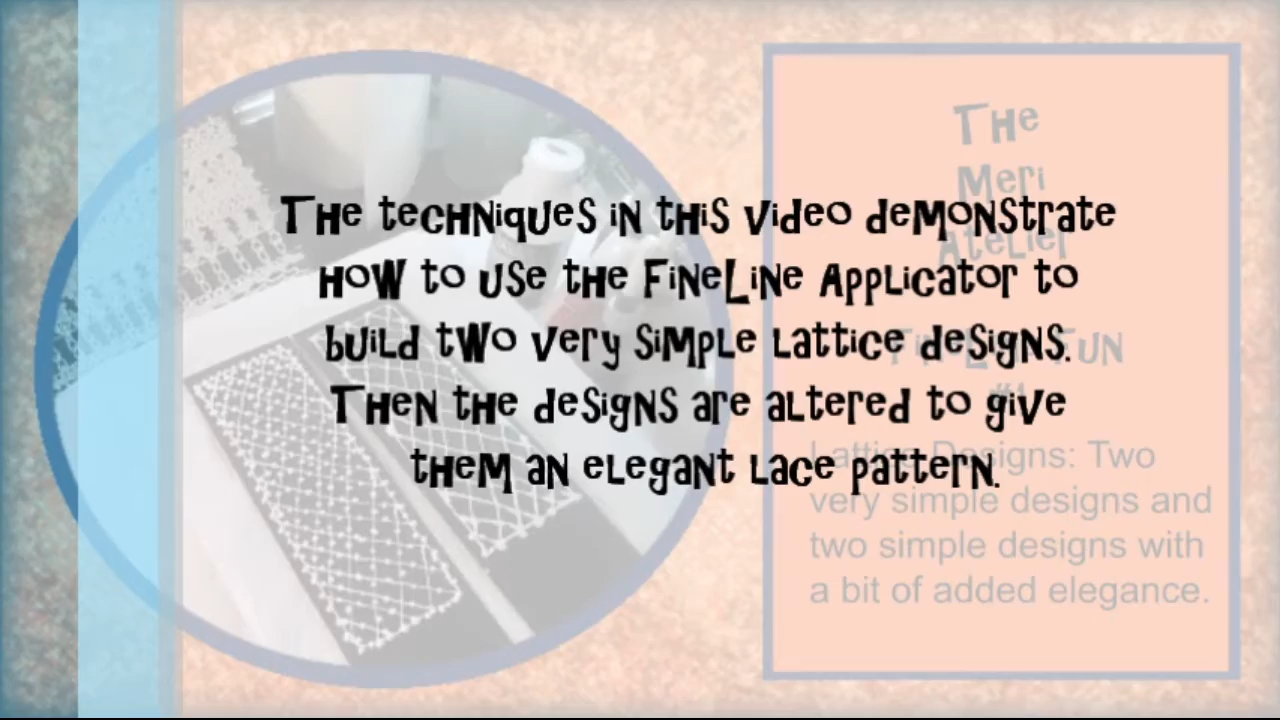 The techniques in this video demonstrate
how to use the FineLine Applicator to
build two very simple lattice designs.
Then the designs are altered to give
them an elegant lace pattern.
The
Meri
Atelier
FineLine Fun
#1
Lattice Designs: Two
very simple designs and
two simple designs with
a bit of added elegance.